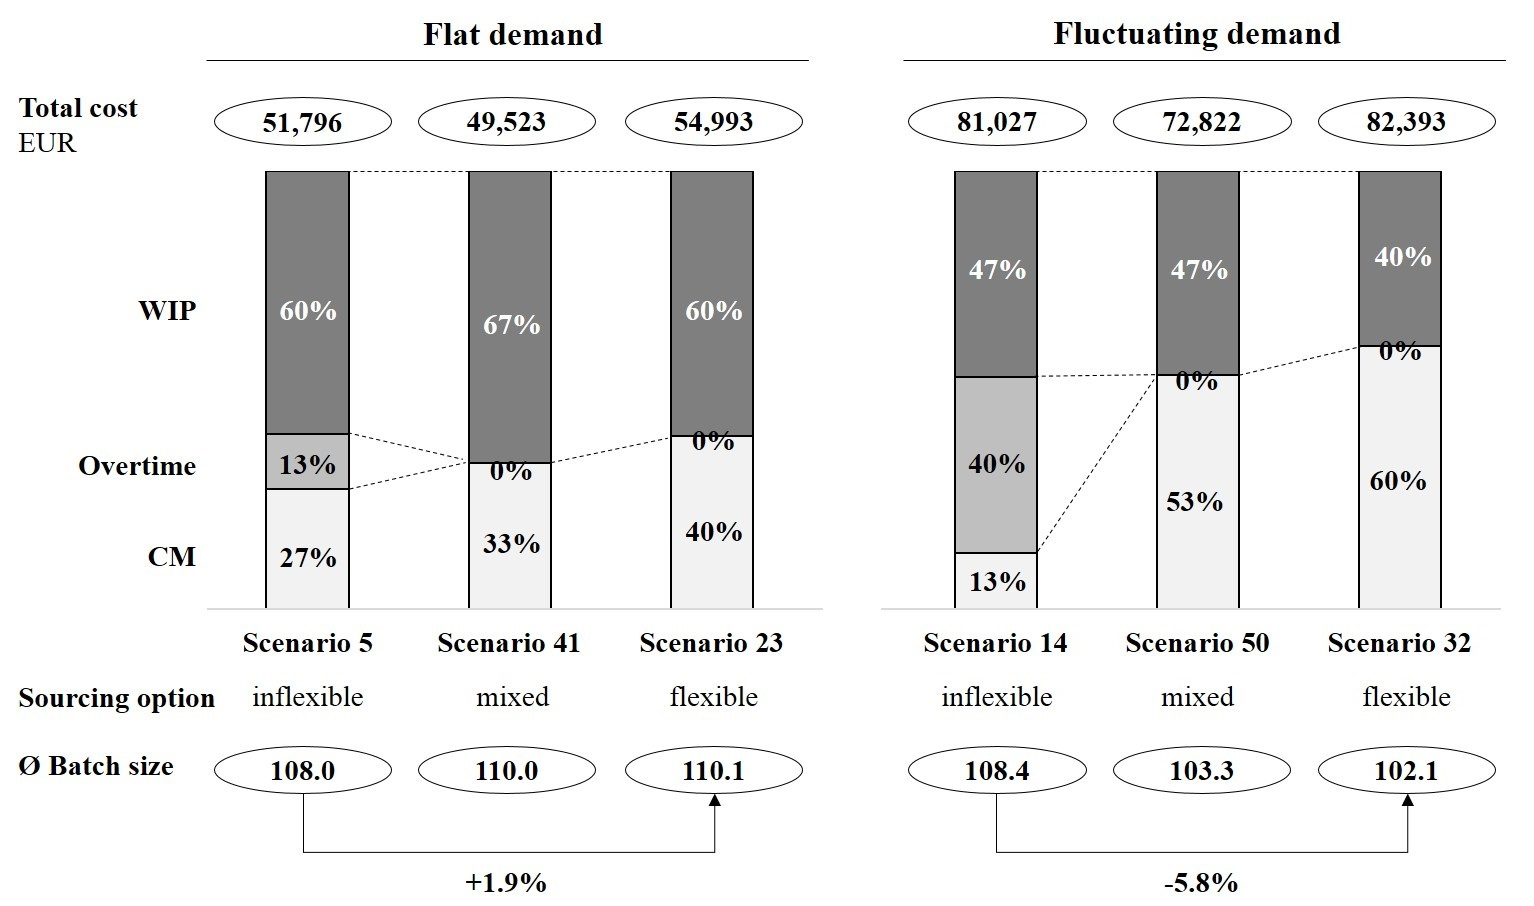 Flat demand
Fluctuating demand
Total cost
EUR
51,796
49,523
54,993
81,027
72,822
82,393
WIP
60%
67%
60%
47%
47%
40%
Overtime
13%
0%
0%
40%
0%
0%
CM
27%
33%
40%
13%
53%
60%
Scenario 5
Scenario 41
Scenario 23
Scenario 14
Scenario 50
Scenario 32
Sourcing option
inflexible
mixed
flexible
inflexible
mixed
flexible
Ø Batch size
108.0
110.0
110.1
108.4
103.3
102.1
+1.9%
-5.8%